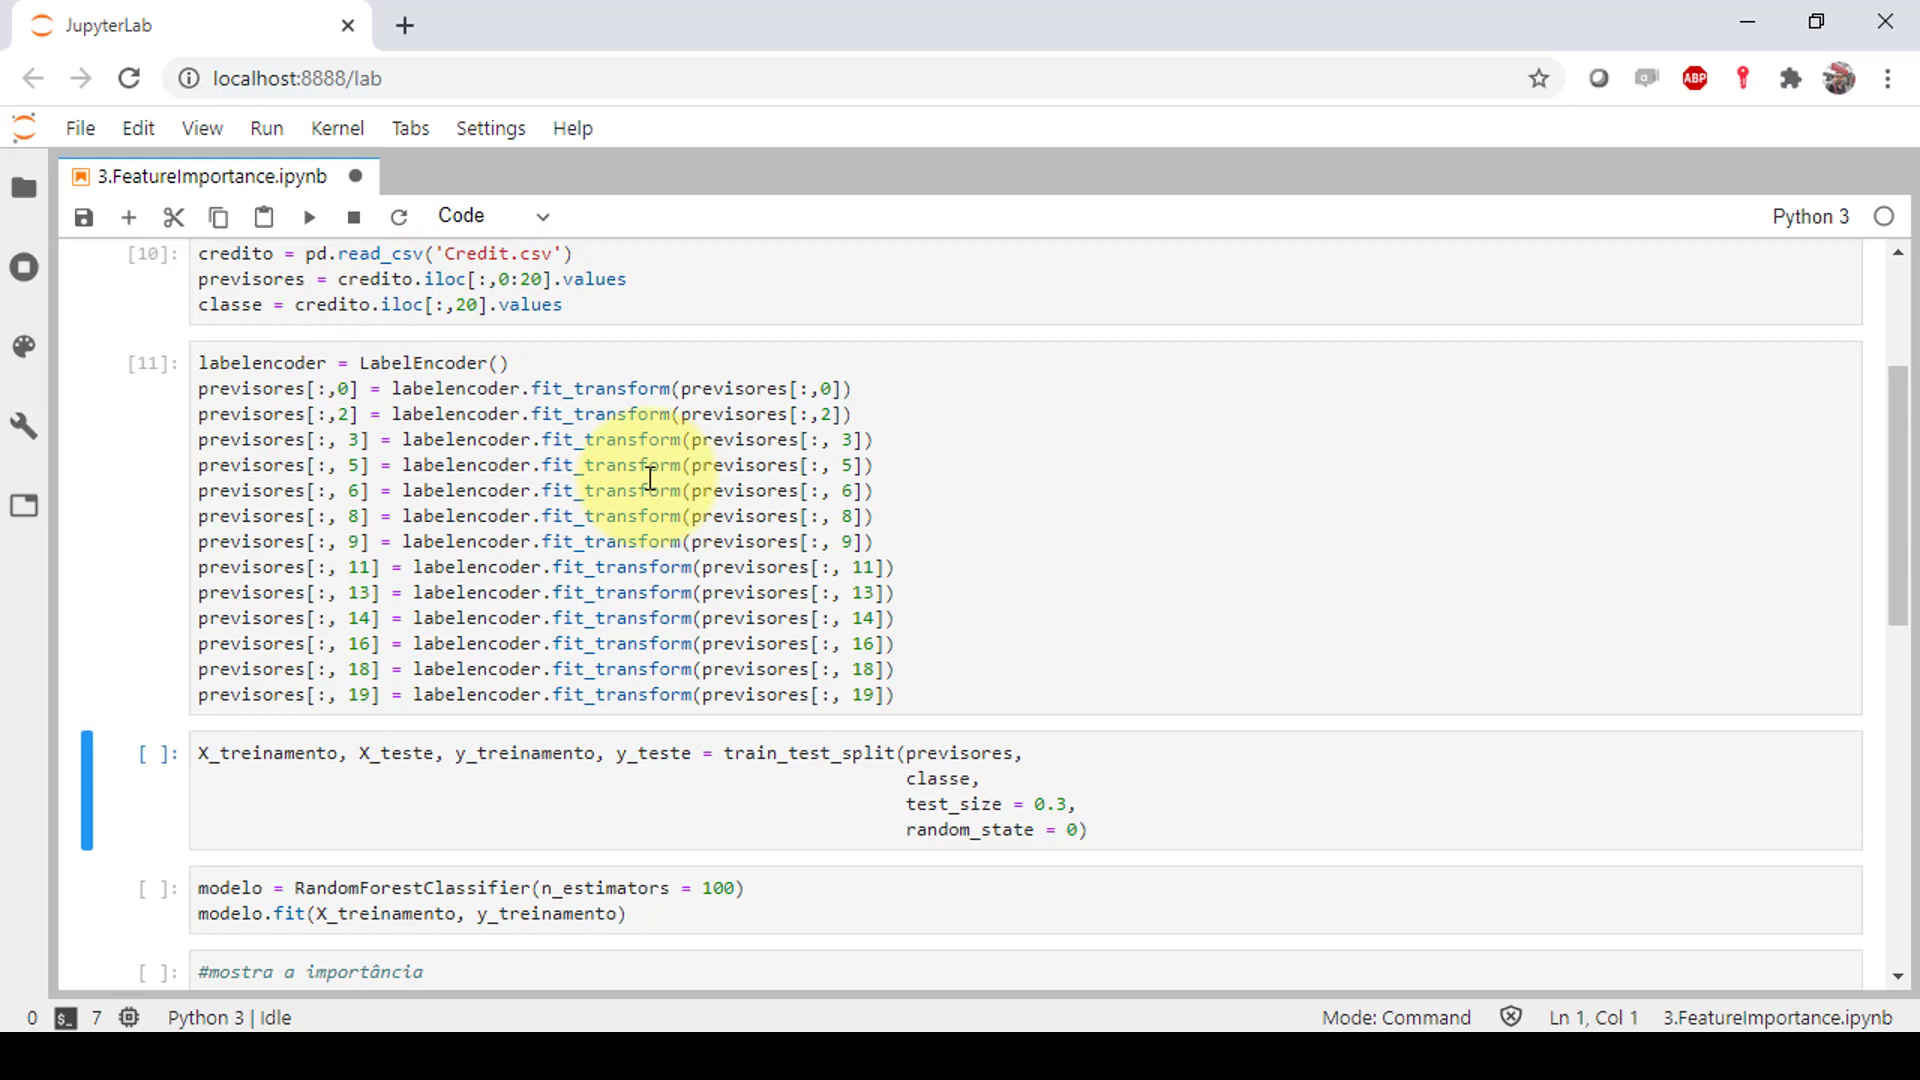 JupyterLab
localhost:8888/lab
ABP
File Edit View Run Kernel Tabs Settings Help
3.FeatureImportance.ipynb
Code
Python 3
[10]:
credito = pd.read_csv('Credit.csv')
previsores = credito.iloc[:,0:20].values
classe = credito.iloc[:,20].values
[11]:
labelencoder = LabelEncoder()
previsores[:,0] = labelencoder.fit_transform(previsores[:,0])
previsores[:,2] = labelencoder.fit_transform(previsores[:,2])
previsores[:, 3] = labelencoder.fit_transform(previsores[:, 3])
previsores[:, 5] = labelencoder.fit_transform(previsores[:, 5])
previsores[:, 6] = labelencoder.fit_transform(previsores[:, 6])
previsores[:, 8] = labelencoder.fit_transform(previsores[:, 8])
previsores[:, 9] = labelencoder.fit_transform(previsores[:, 9])
previsores[:, 11] = labelencoder.fit_transform(previsores[:, 11])
previsores[:, 13] = labelencoder.fit_transform(previsores[:, 13])
previsores[:, 14] = labelencoder.fit_transform(previsores[:, 14])
previsores[:, 16] = labelencoder.fit_transform(previsores[:, 16])
previsores[:, 18] = labelencoder.fit_transform(previsores[:, 18])
previsores[:, 19] = labelencoder.fit_transform(previsores[:, 19])
[ ]:
X_treinamento, X_teste, y_treinamento, y_teste = train_test_split(previsores,
classe,
test_size = 0.3,
random_state = 0)
[ ]:
modelo = RandomForestClassifier(n_estimators = 100)
modelo.fit(X_treinamento, y_treinamento)
[ ]:
#mostra a importância
0 7 Python 3 | Idle Mode: Command Ln 1, Col 1 3.FeatureImportance.ipynb